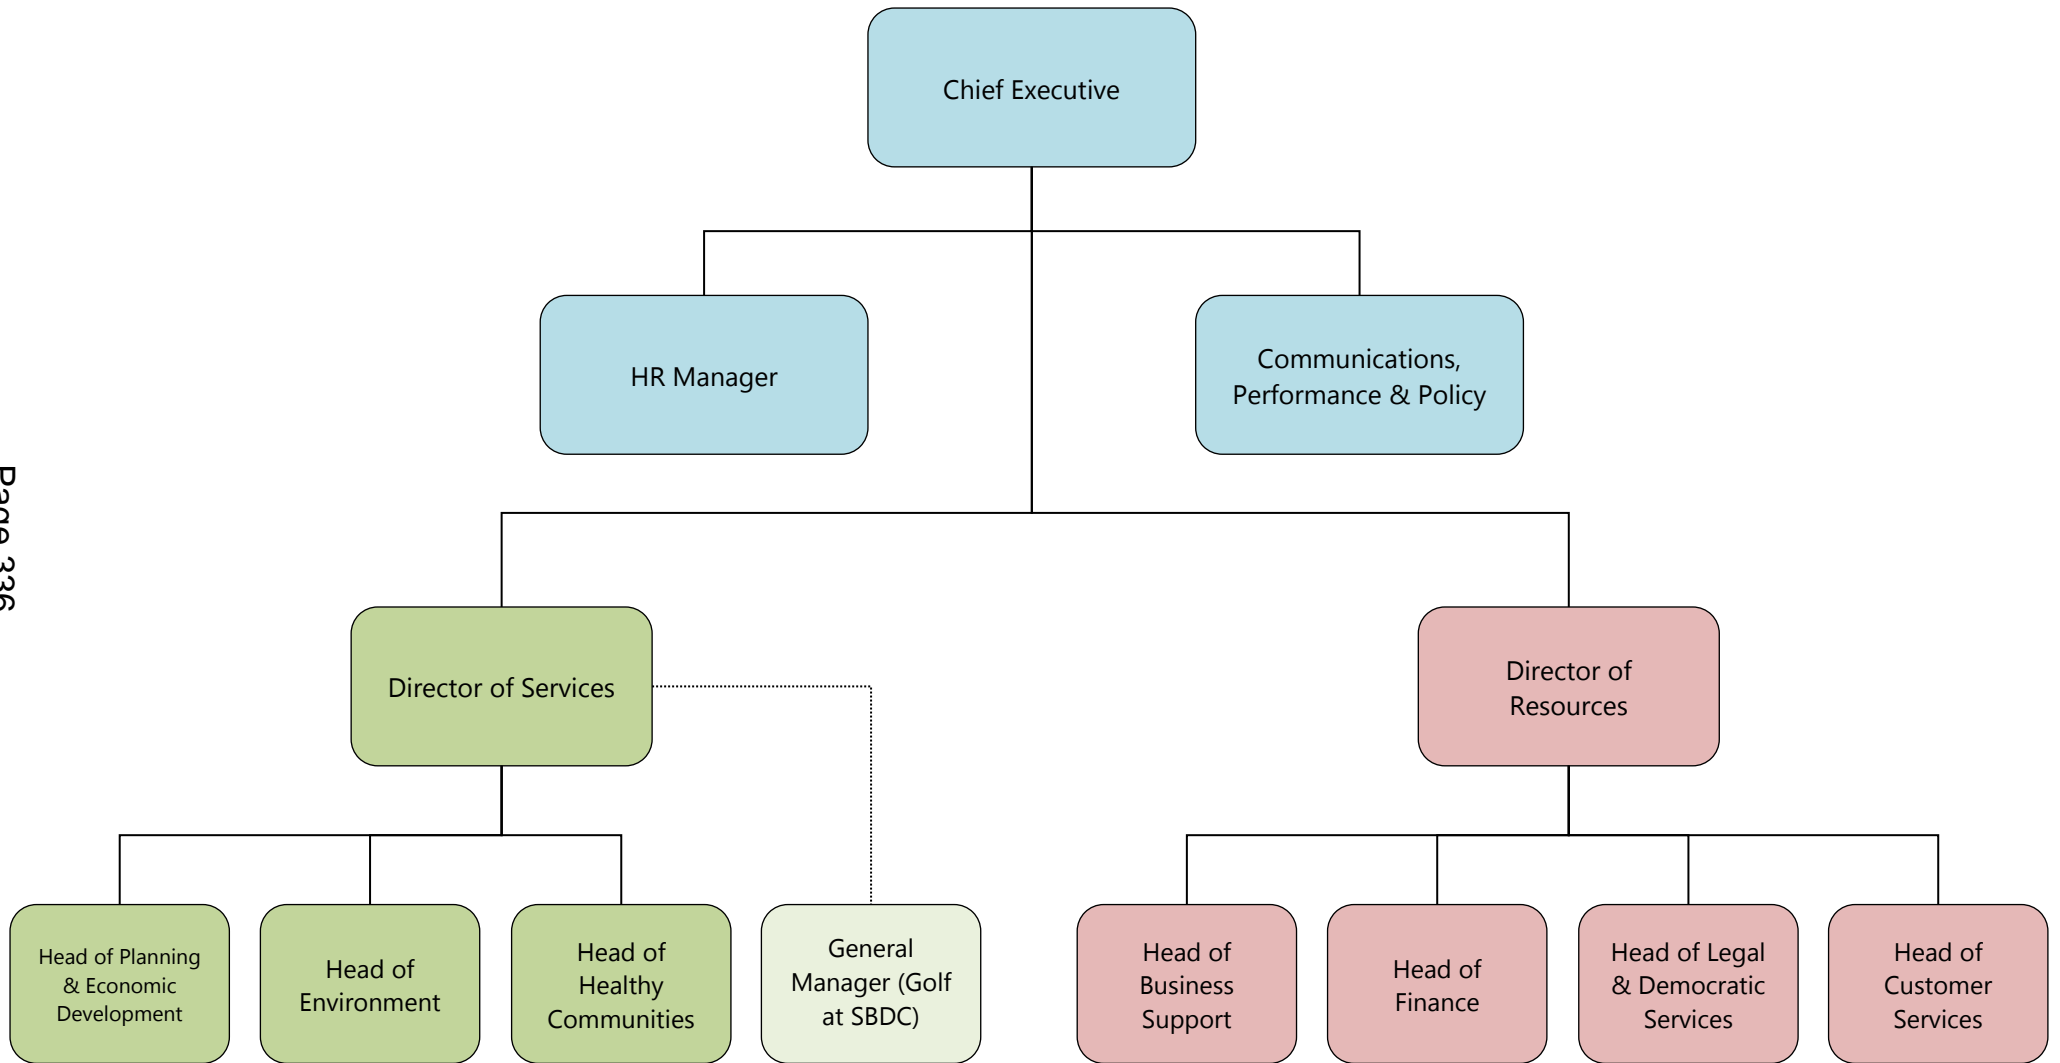 Chief Executive
HR Manager
Communications,
Performance & Policy
Page 336
Director of Services
Director of
Resources
Head of Planning
& Economic
Development
Head of
Environment
Head of
Healthy
Communities
General
Manager (Golf
at SBDC)
Head of
Business
Support
Head of
Finance
Head of Legal
& Democratic
Services
Head of
Customer
Services